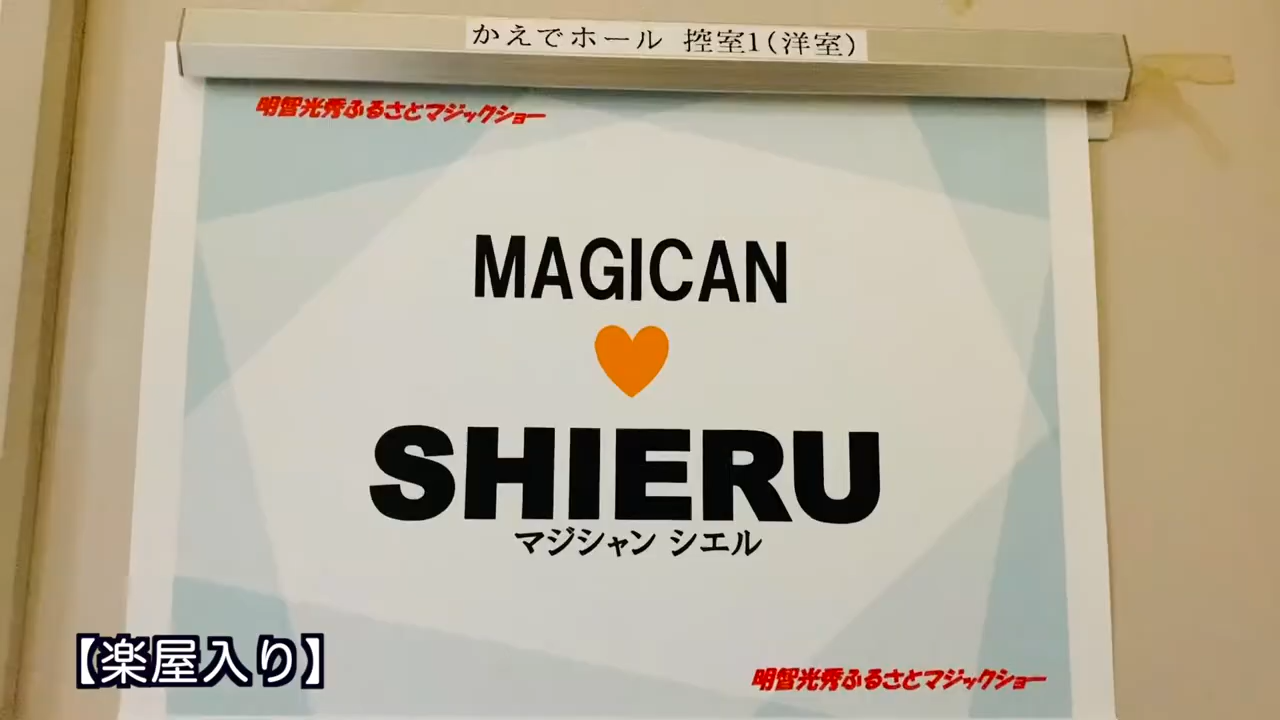 かえでホール 控室1(洋室)
明智光秀ふるさとマジックショー
MAGICAN
SHIERU
マジシャン シエル
【楽屋入り】
明智光秀ふるさとマジックショー